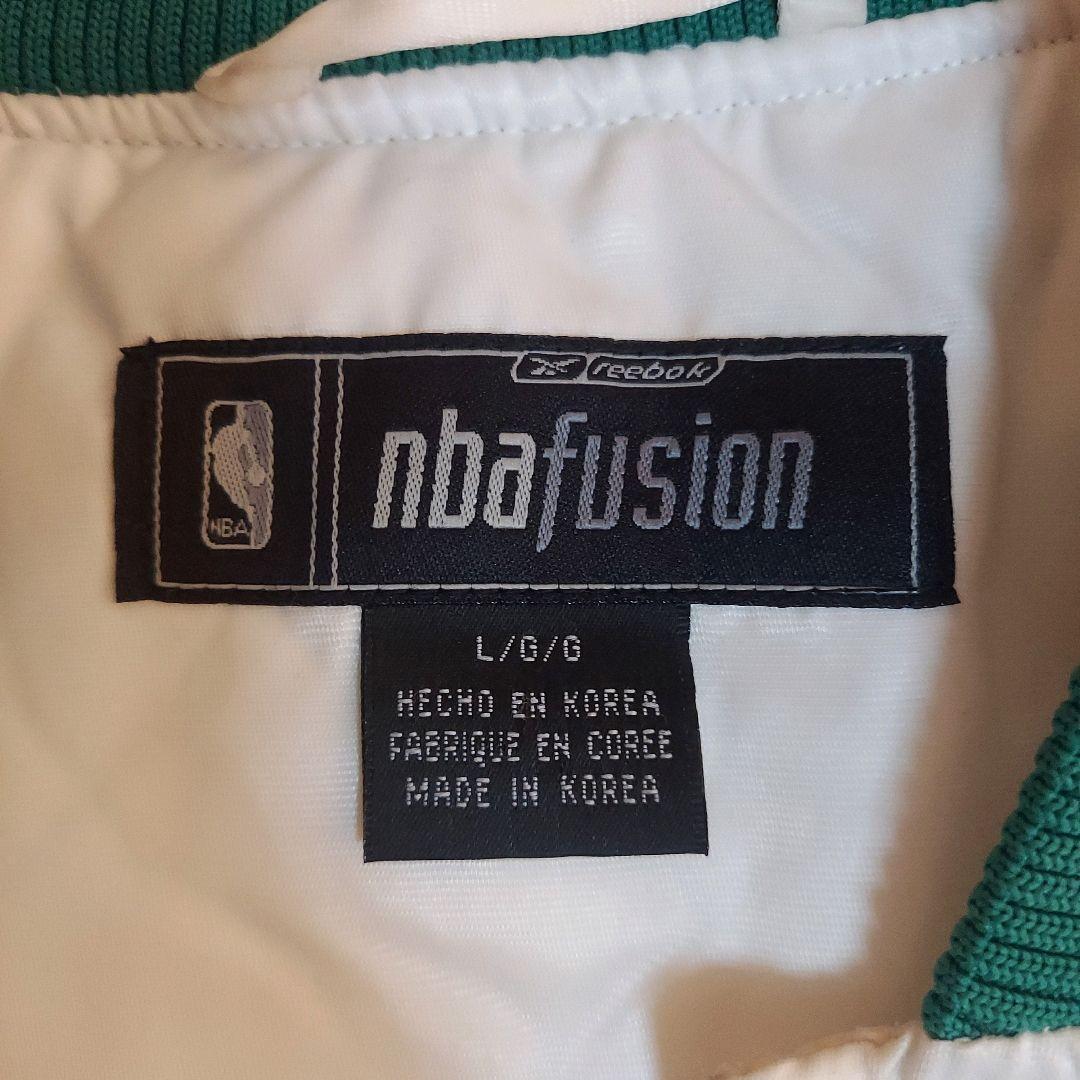 reebok
nbafusion
NBA
L/G/G
HECHO EN KOREA
FABRIQUE EN COREE
MADE IN KOREA